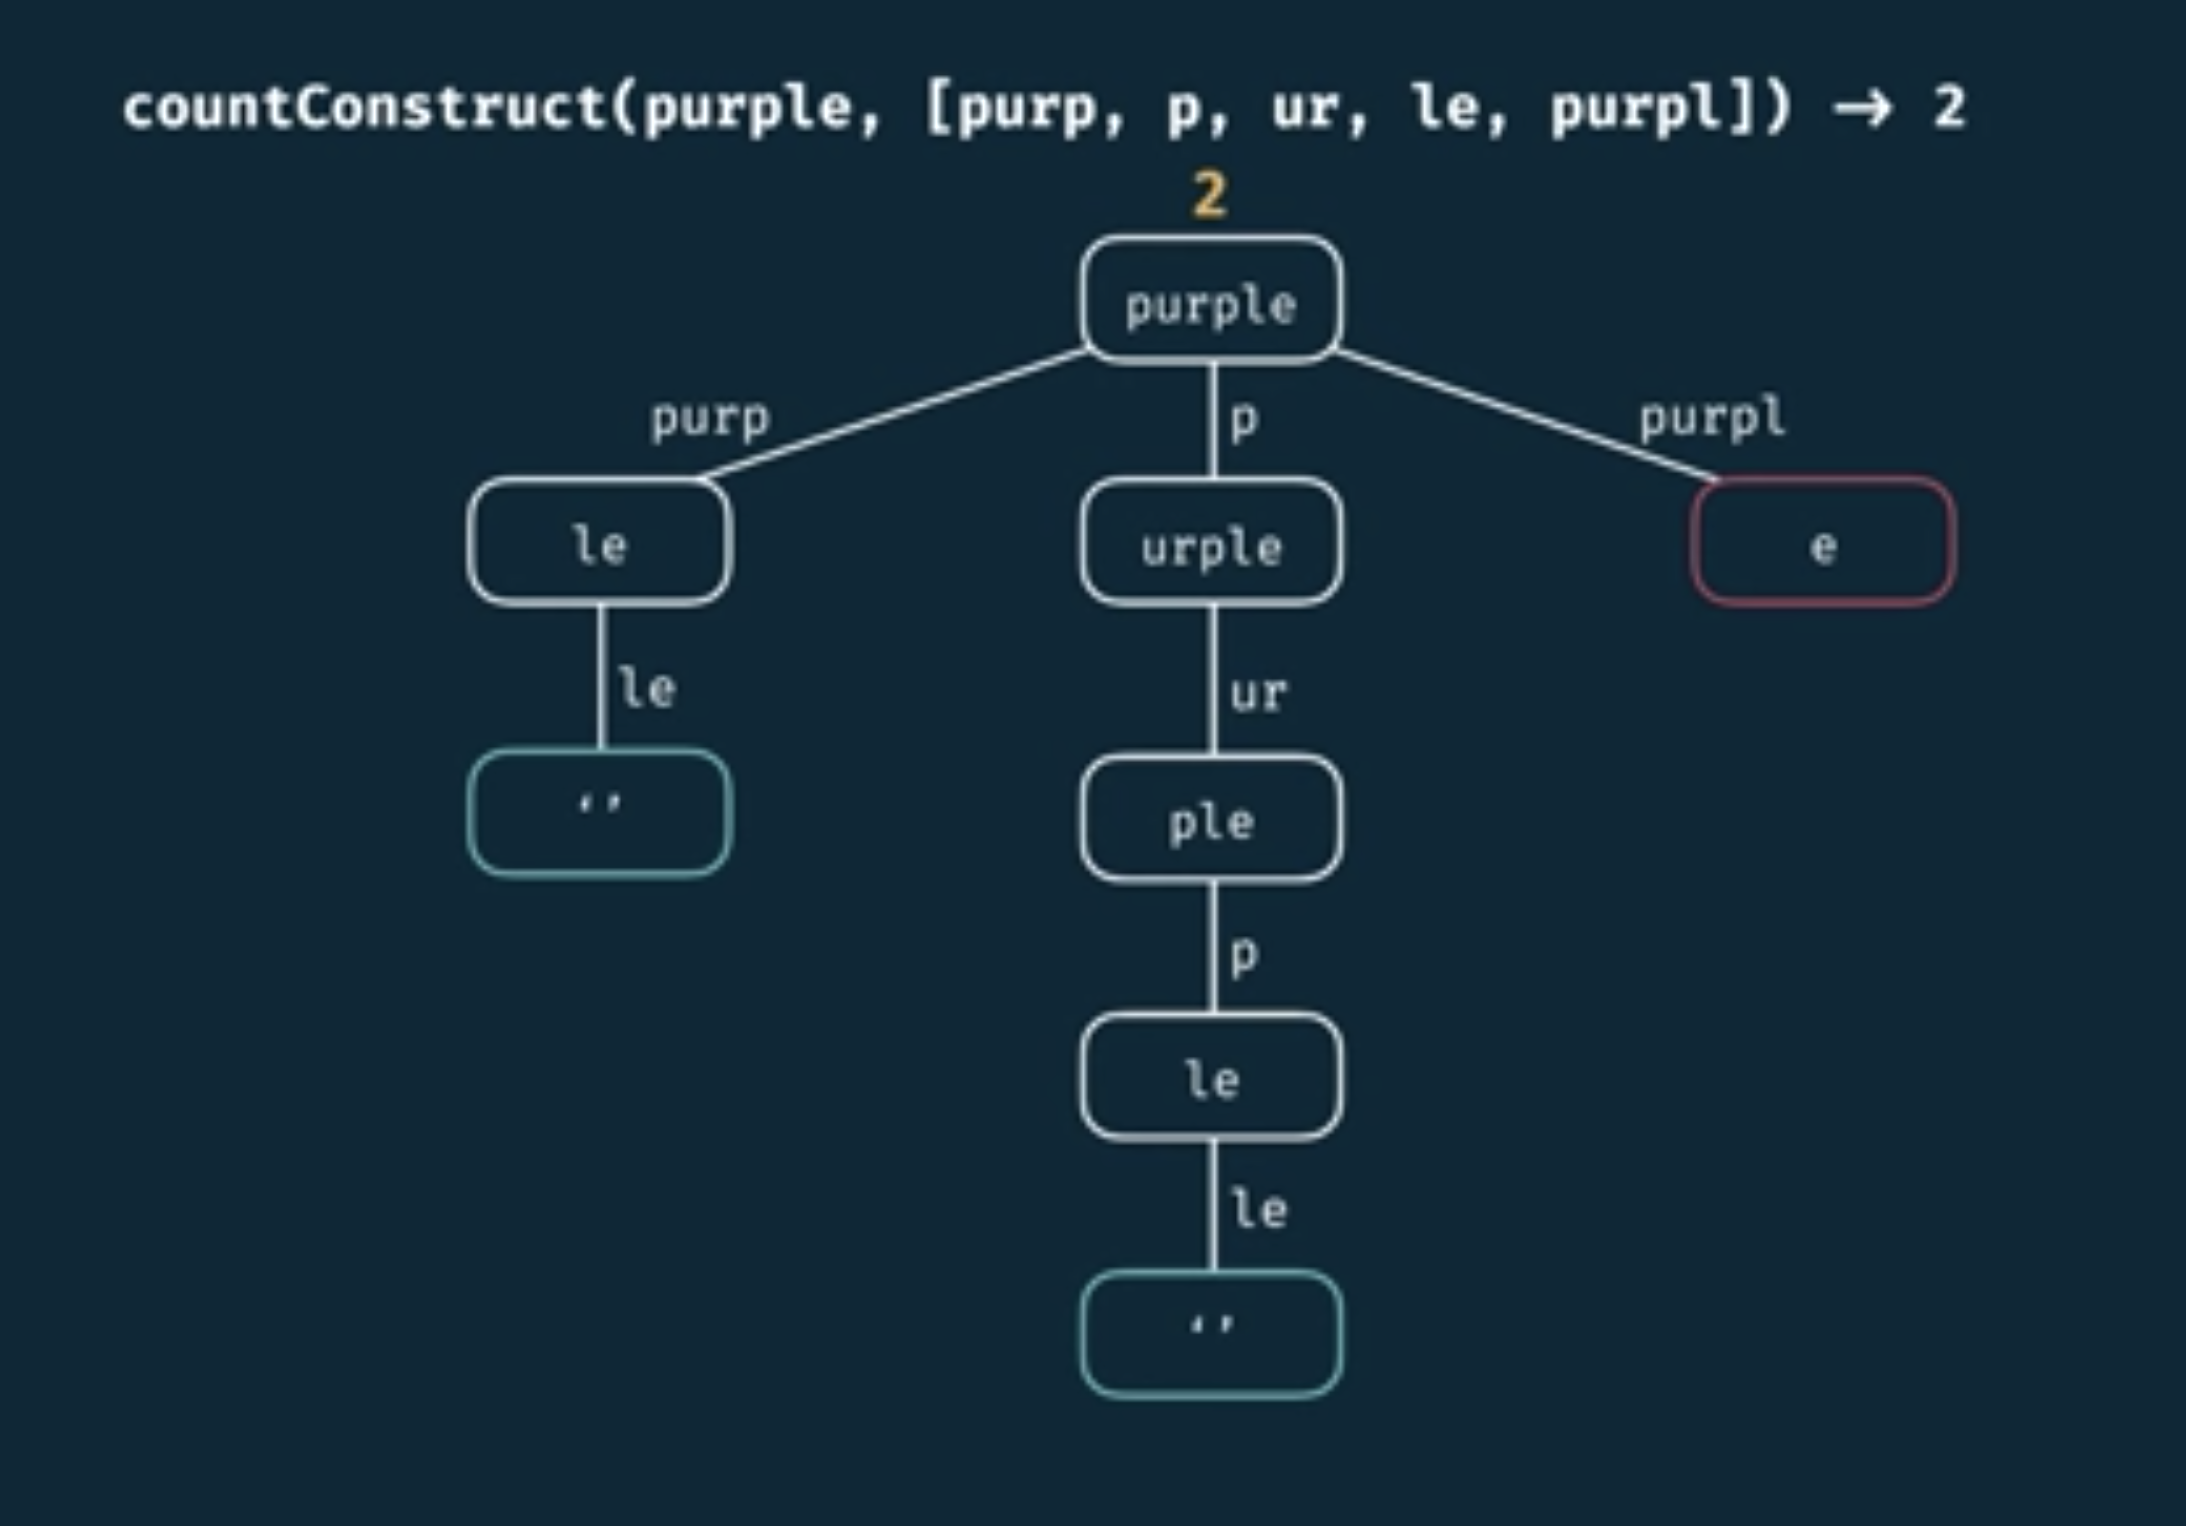 countConstruct(purple, [purp, p, ur, le, purpl]) → 2
2
purple
purp
p
purpl
le
urple
e
le
ur
‘’
ple
p
le
le
‘’